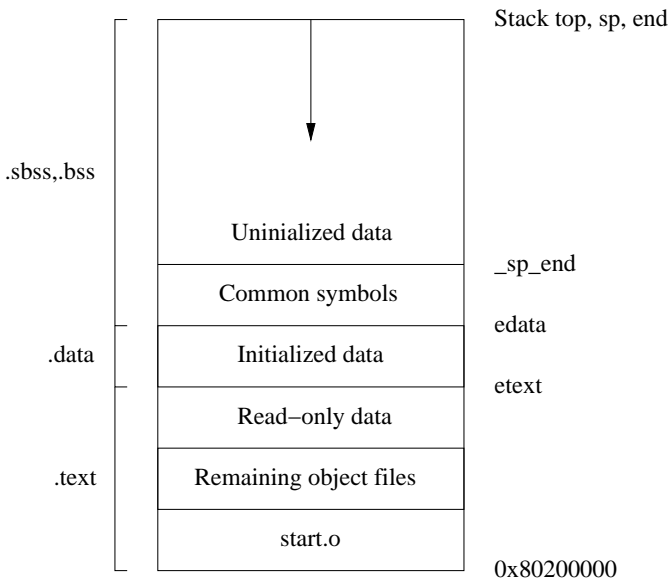 Stack top, sp, end
.sbss,.bss
Uninialized data
_sp_end
Common symbols
edata
.data
Initialized data
etext
Read−only data
.text
Remaining object files
start.o
0x80200000